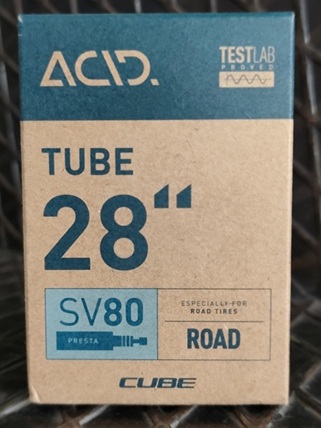 ACID.
TESTLAB
PROVED
TUBE
28“
SV80
PRESTA
ESPECIALLY FOR
ROAD TIRES
ROAD
CUBE